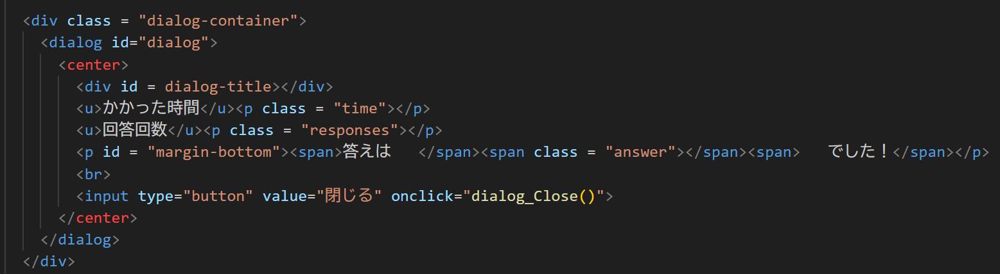 <div class = "dialog-container">
<dialog id="dialog">
<center>
<div id = dialog-title></div>
<u>かかった時間</u><p class = "time"></p>
<u>回答回数</u><p class = "responses"></p>
<p id = "margin-bottom"><span>答えは　</span><span class = "answer"></span><span>　でした！</span></p>
<br>
<input type="button" value="閉じる" onclick="dialog_Close()">
</center>
</dialog>
</div>